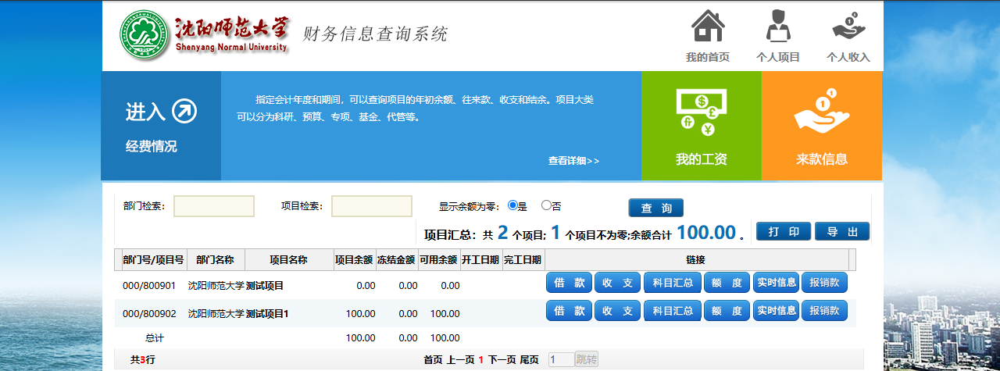 沈阳师范大学
Shenyang Normal University
财务信息查询系统
我的首页 个人项目 个人收入
进入
经费情况
指定会计年度和期间，可以查询项目的年初余额、往来款、收支和结余。项目大类
可以分为科研、预算、专项、基金、代管等。
查看详细>>
我的工资
来款信息
部门检索： 项目检索： 显示余额为零： 是 否 查 询
项目汇总：共 2 个项目; 1 个项目不为零;余额合计 100.00 。 打 印 导 出
部门号/项目号 部门名称 项目名称 项目余额 冻结金额 可用余额 开工日期 完工日期 链接
000/800901 沈阳师范大学 测试项目 0.00 0.00 0.00 借 款 收 支 科目汇总 额 度 实时信息 报销款
000/800902 沈阳师范大学 测试项目1 100.00 0.00 100.00 借 款 收 支 科目汇总 额 度 实时信息 报销款
总计 100.00 0.00 100.00
共3行 首页 上一页 1 下一页 尾页 1 跳转